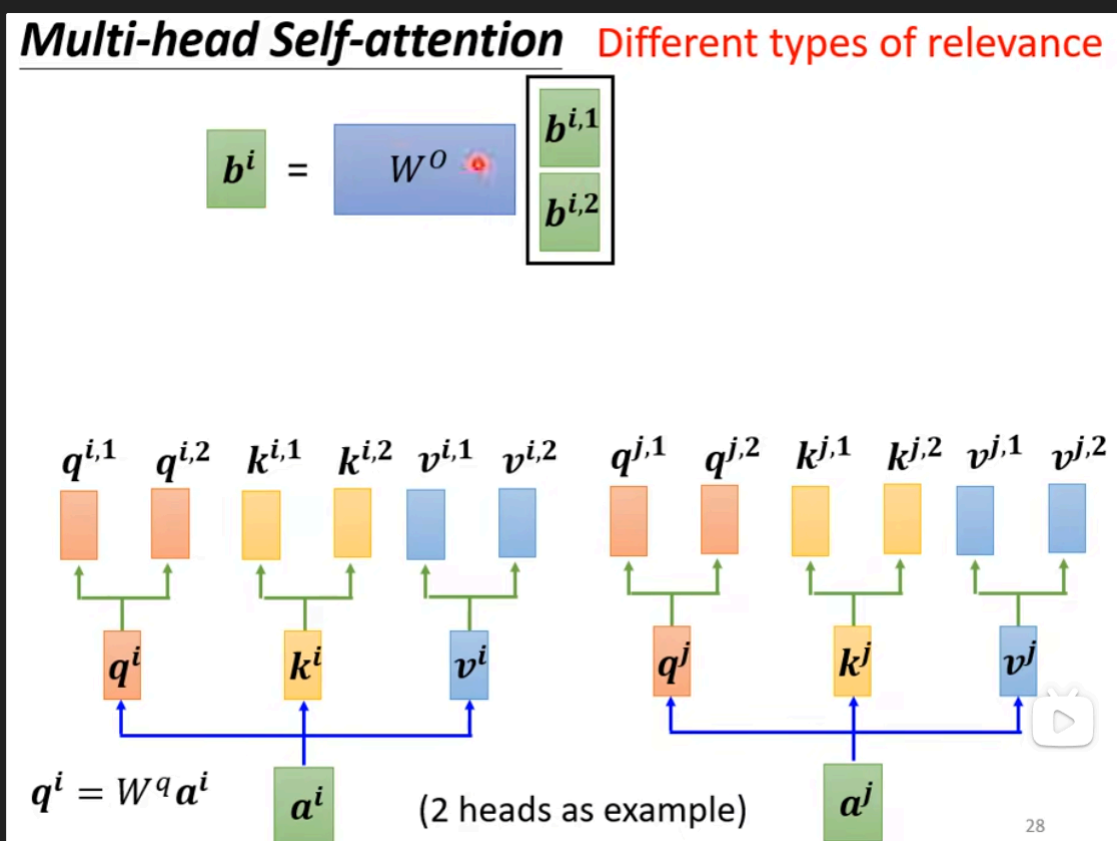 Multi-head Self-attention Different types of relevance
b^{i,1}
b^i = W^O
b^{i,2}
q^{i,1} q^{i,2} k^{i,1} k^{i,2} v^{i,1} v^{i,2} q^{j,1} q^{j,2} k^{j,1} k^{j,2} v^{j,1} v^{j,2}
q^i k^i v^i q^j k^j v^j
q^i = W^q a^i a^i (2 heads as example) a^j
28